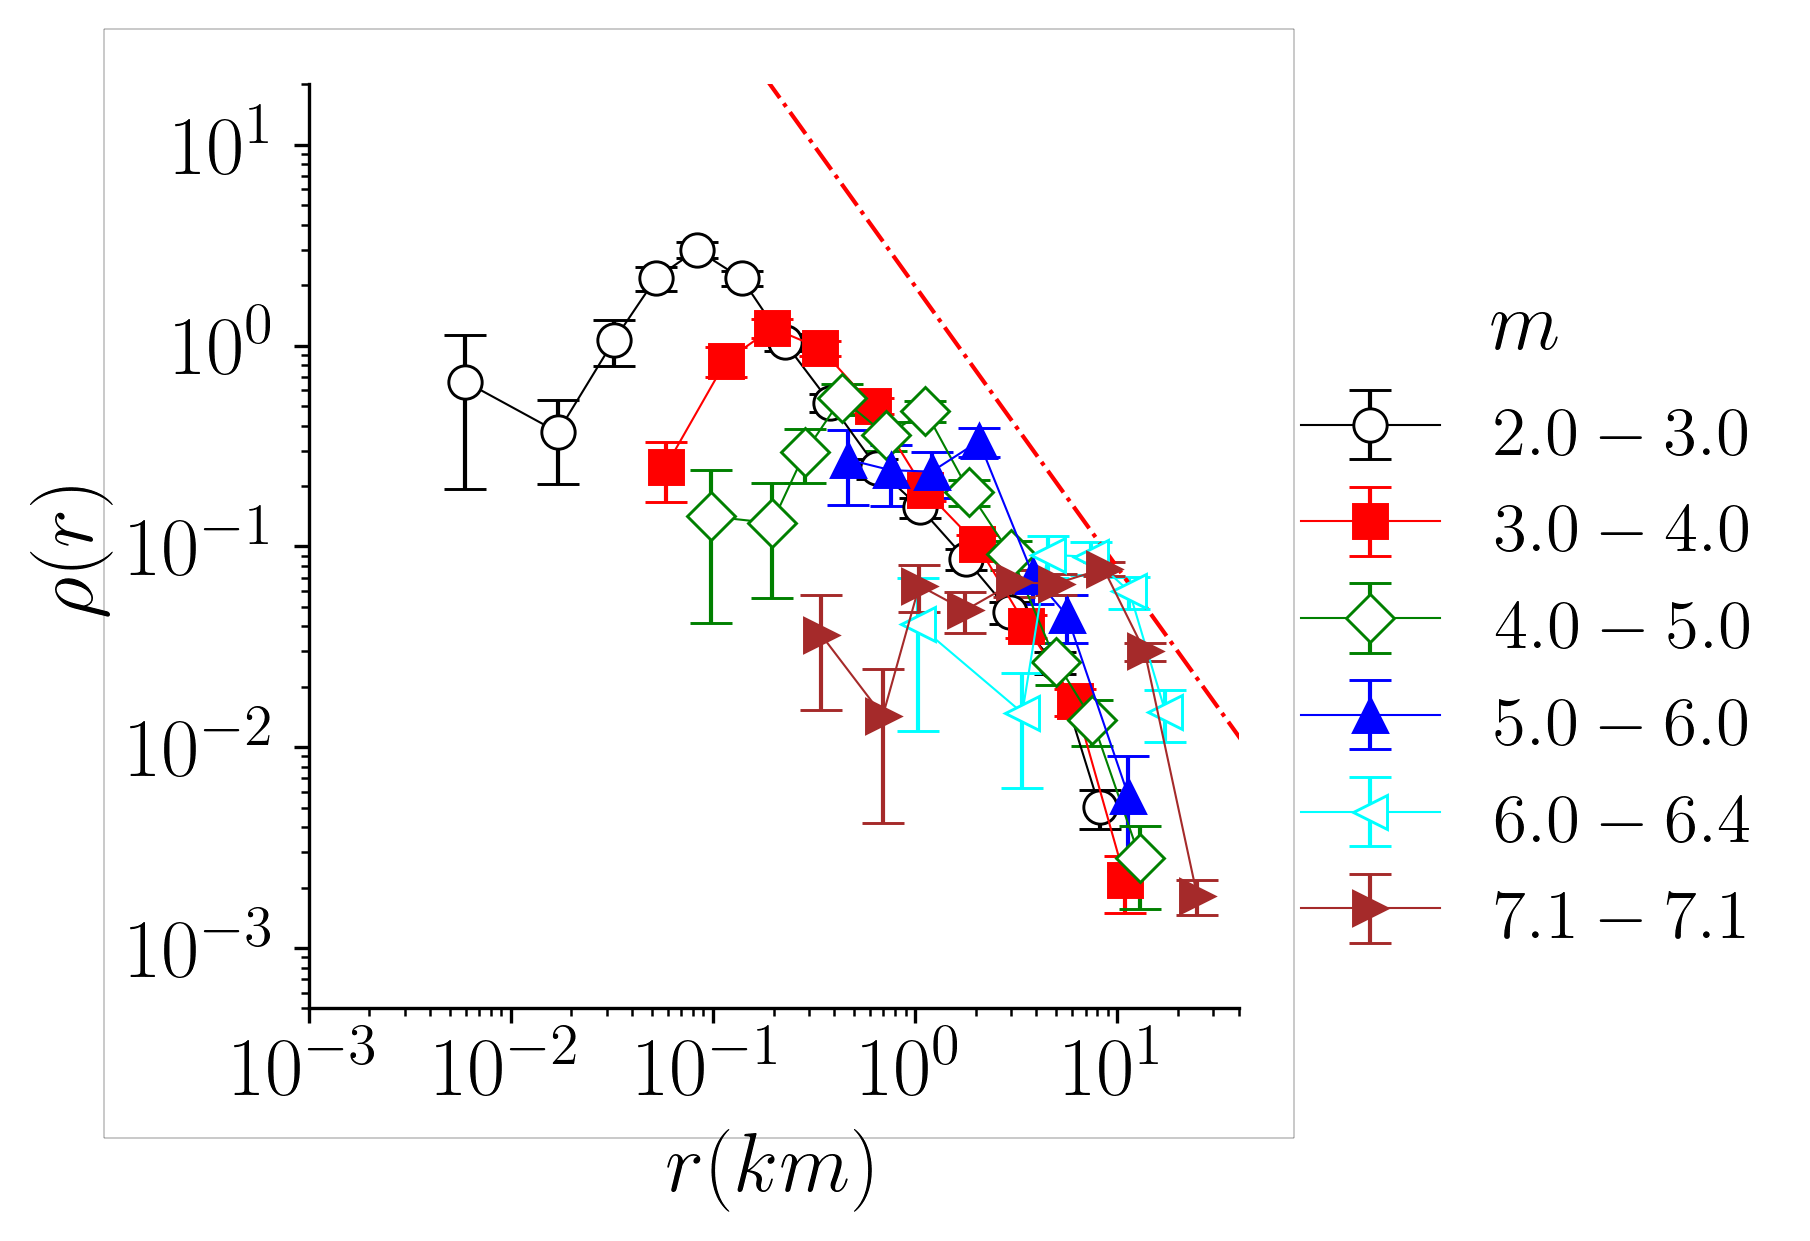 10^1
10^0
10^{-1}
10^{-2}
10^{-3}
ρ(r)
10^{-3} 10^{-2} 10^{-1} 10^0 10^1
r(km)
m
2.0 − 3.0
3.0 − 4.0
4.0 − 5.0
5.0 − 6.0
6.0 − 6.4
7.1 − 7.1